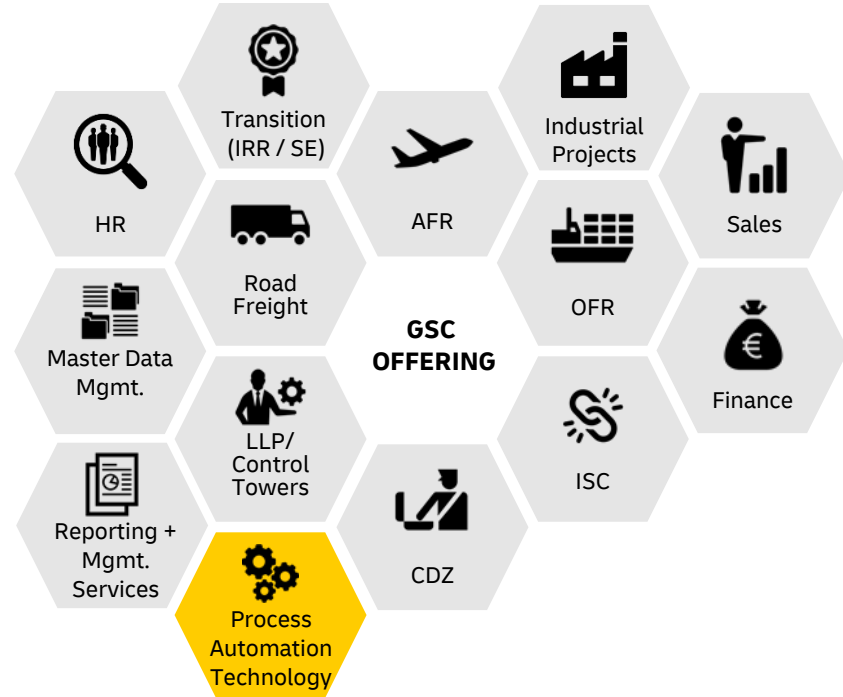 Transition
(IRR / SE)
Industrial
Projects
HR
AFR
Sales
Road
Freight
OFR
GSC
OFFERING
Master Data
Mgmt.
€
Finance
LLP/
Control
Towers
ISC
Reporting +
Mgmt.
Services
CDZ
Process
Automation
Technology